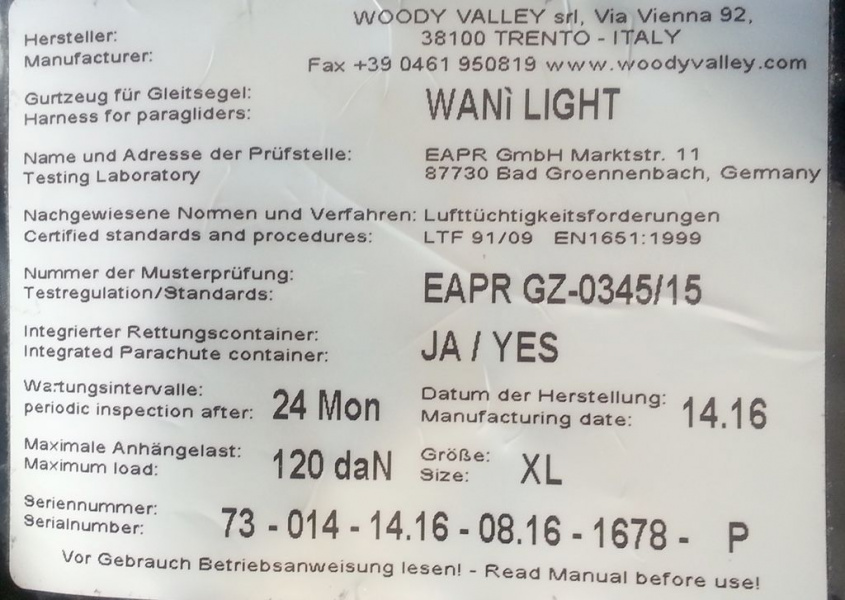 WOODY VALLEY srl, Via Vienna 92,
Hersteller: 38100 TRENTO - ITALY
Manufacturer: Fax +39 0461 950819 www.woodyvalley.com
Gurtzeug für Gleitsegel:
Harness for paragliders: WANì LIGHT
Name und Adresse der Prüfstelle: EAPR GmbH Marktstr. 11
Testing Laboratory 87730 Bad Groennenbach, Germany
Nachgewiesene Normen und Verfahren: Lufttüchtigkeitsforderungen
Certified standards and procedures: LTF 91/09 EN1651:1999
Nummer der Musterprüfung:
Testregulation/Standards: EAPR GZ-0345/15
Integrierter Rettungscontainer:
Integrated Parachute container: JA / YES
Wartungsintervalle:
periodic inspection after: 24 Mon
Datum der Herstellung:
Manufacturing date: 14.16
Maximale Anhängelast:
Maximum load: 120 daN
Größe:
Size: XL
Seriennummer:
Serialnumber: 73 - 014 - 14.16 - 08.16 - 1678 - P
Vor Gebrauch Betriebsanweisung lesen! - Read Manual before use!